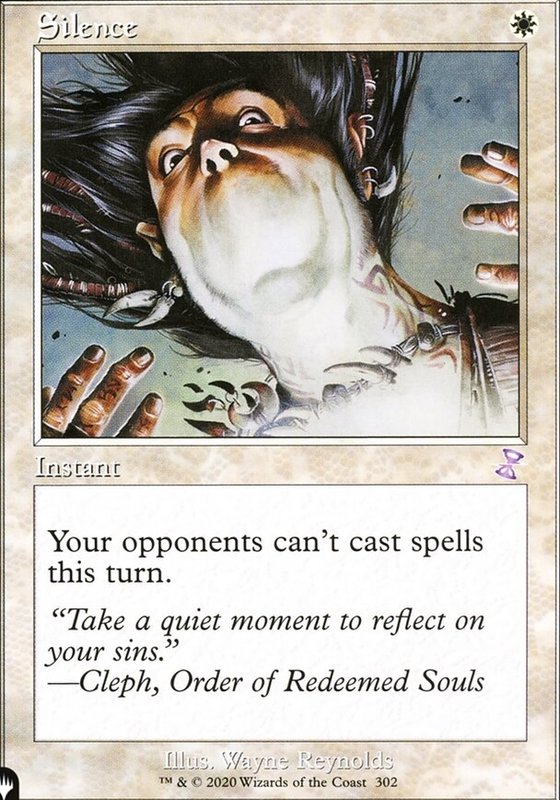 Silence
Instant
Your opponents can't cast spells
this turn.
“Take a quiet moment to reflect on
your sins.”
—Cleph, Order of Redeemed Souls
Illus. Wayne Reynolds
™ & © 2020 Wizards of the Coast 302